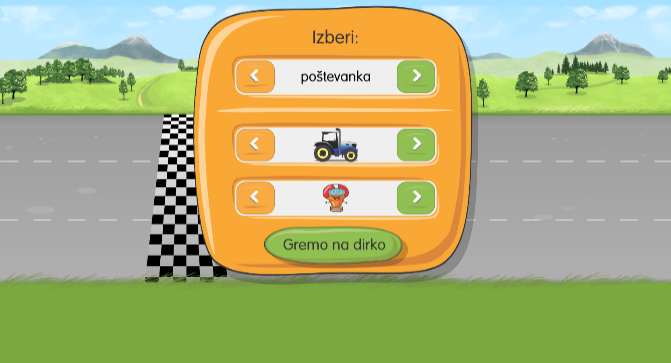 Izberi:
poštevanka
Gremo na dirko